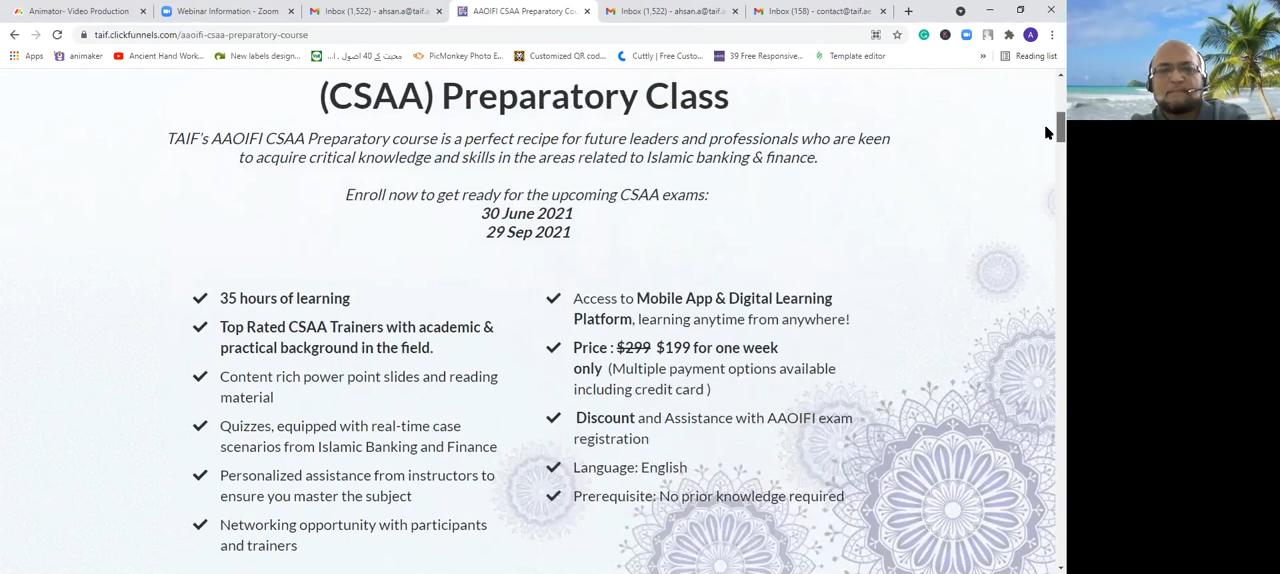 Animator- Video Production
Webinar Information - Zoom
Inbox (1,522) - ahsan.a@taif.a
AAOIFI CSAA Preparatory Cou
Inbox (1,522) - ahsan.a@taif.a
Inbox (158) - contact@taif.ae
taif.clickfunnels.com/aaoifi-csaa-preparatory-course
A
Apps
animaker
Ancient Hand Work...
New labels design...
محبت کے 40 اصول ا...
PicMonkey Photo E...
Customized QR cod...
Cuttly | Free Custo...
39 Free Responsive...
Template editor
»
Reading list
(CSAA) Preparatory Class
TAIF's AAOIFI CSAA Preparatory course is a perfect recipe for future leaders and professionals who are keen
to acquire critical knowledge and skills in the areas related to Islamic banking & finance.
Enroll now to get ready for the upcoming CSAA exams:
30 June 2021
29 Sep 2021
35 hours of learning
Top Rated CSAA Trainers with academic &
practical background in the field.
Content rich power point slides and reading
material
Quizzes, equipped with real-time case
scenarios from Islamic Banking and Finance
Personalized assistance from instructors to
ensure you master the subject
Networking opportunity with participants
and trainers
Access to Mobile App & Digital Learning
Platform, learning anytime from anywhere!
Price : $299 $199 for one week
only (Multiple payment options available
including credit card )
Discount and Assistance with AAOIFI exam
registration
Language: English
Prerequisite: No prior knowledge required